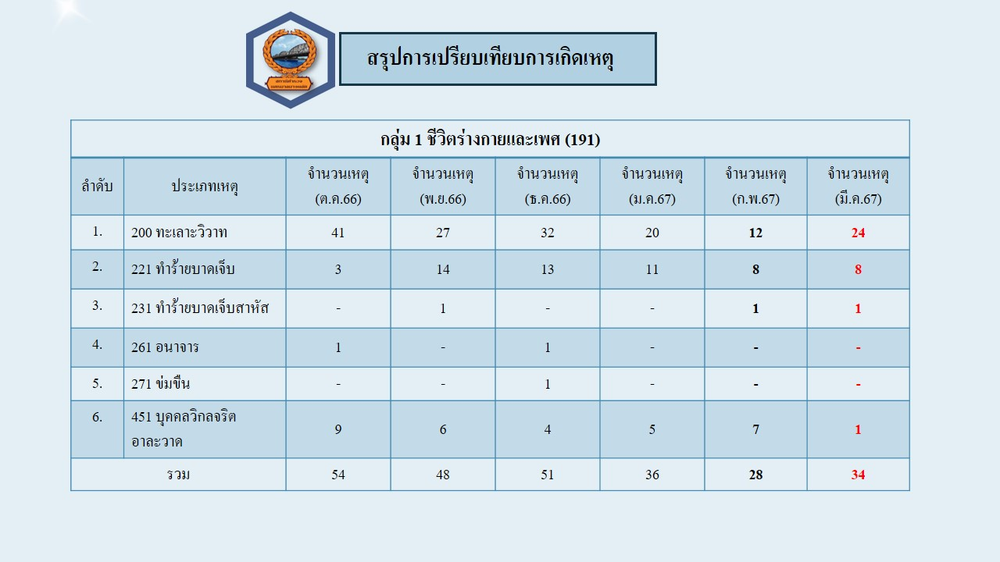 สรุปการเปรียบเทียบการเกิดเหตุ
กลุ่ม 1 ชีวิตร่างกายและเพศ (191)
ลำดับ ประเภทเหตุ จำนวนเหตุ (ต.ค.66) จำนวนเหตุ (พ.ย.66) จำนวนเหตุ (ธ.ค.66) จำนวนเหตุ (ม.ค.67) จำนวนเหตุ (ก.พ.67) จำนวนเหตุ (มี.ค.67)
1. 200 ทะเลาะวิวาท 41 27 32 20 12 24
2. 221 ทำร้ายบาดเจ็บ 3 14 13 11 8 8
3. 231 ทำร้ายบาดเจ็บสาหัส - 1 - - 1 1
4. 261 อนาจาร 1 - 1 - - -
5. 271 ข่มขืน - - 1 - - -
6. 451 บุคคลวิกลจริต อาละวาด 9 6 4 5 7 1
รวม 54 48 51 36 28 34